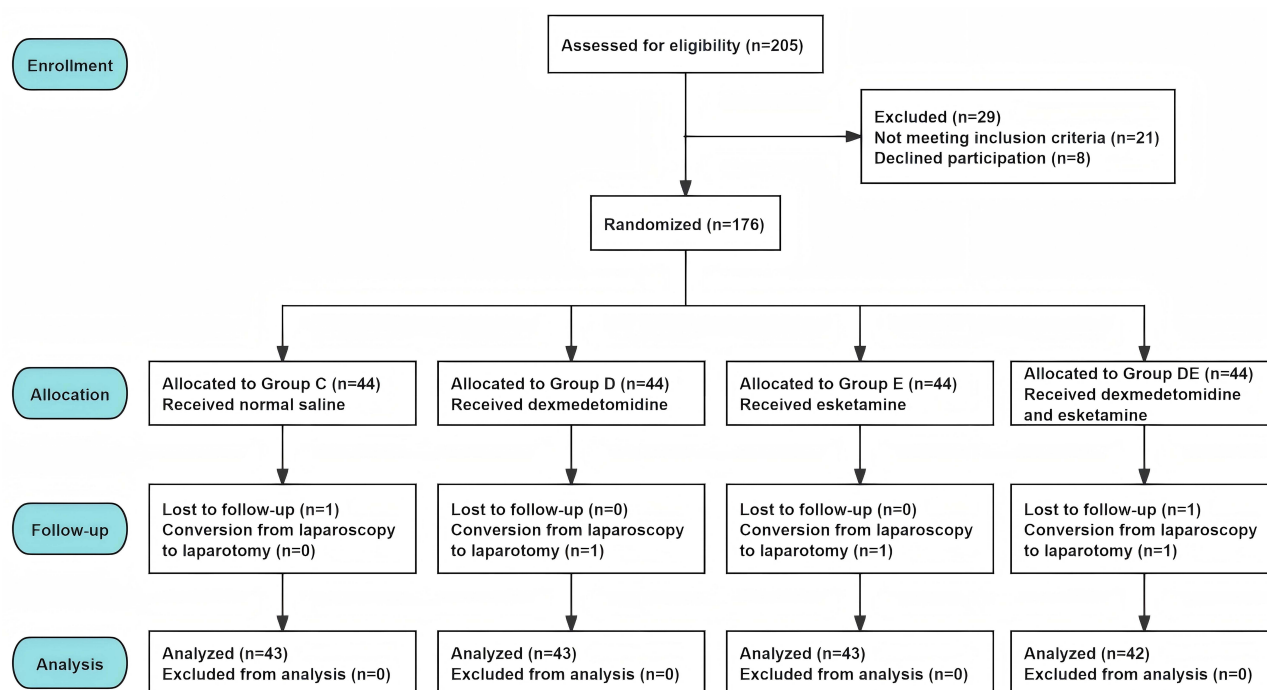 Enrollment
Assessed for eligibility (n=205)
Excluded (n=29)
Not meeting inclusion criteria (n=21)
Declined participation (n=8)
Randomized (n=176)
Allocation
Allocated to Group C (n=44)
Received normal saline
Allocated to Group D (n=44)
Received dexmedetomidine
Allocated to Group E (n=44)
Received esketamine
Allocated to Group DE (n=44)
Received dexmedetomidine
and esketamine
Follow-up
Lost to follow-up (n=1)
Conversion from laparoscopy
to laparotomy (n=0)
Lost to follow-up (n=0)
Conversion from laparoscopy
to laparotomy (n=1)
Lost to follow-up (n=0)
Conversion from laparoscopy
to laparotomy (n=1)
Lost to follow-up (n=1)
Conversion from laparoscopy
to laparotomy (n=1)
Analysis
Analyzed (n=43)
Excluded from analysis (n=0)
Analyzed (n=43)
Excluded from analysis (n=0)
Analyzed (n=43)
Excluded from analysis (n=0)
Analyzed (n=42)
Excluded from analysis (n=0)